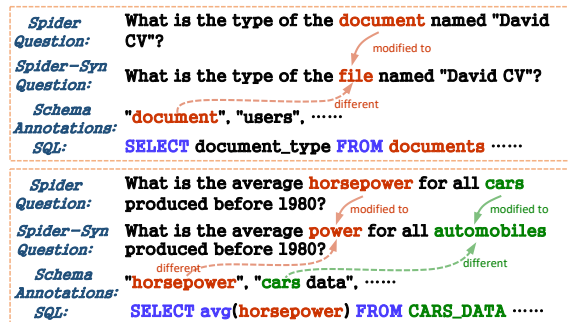 Spider Question: What is the type of the document named "David CV"?
modified to
Spider-Syn Question: What is the type of the file named "David CV"?
different
Schema Annotations: "document", "users", ······
SQL: SELECT document_type FROM documents ······
Spider Question: What is the average horsepower for all cars produced before 1980?
modified to modified to
Spider-Syn Question: What is the average power for all automobiles produced before 1980?
different different
Schema Annotations: "horsepower", "cars data", ······
SQL: SELECT avg(horsepower) FROM CARS_DATA ······